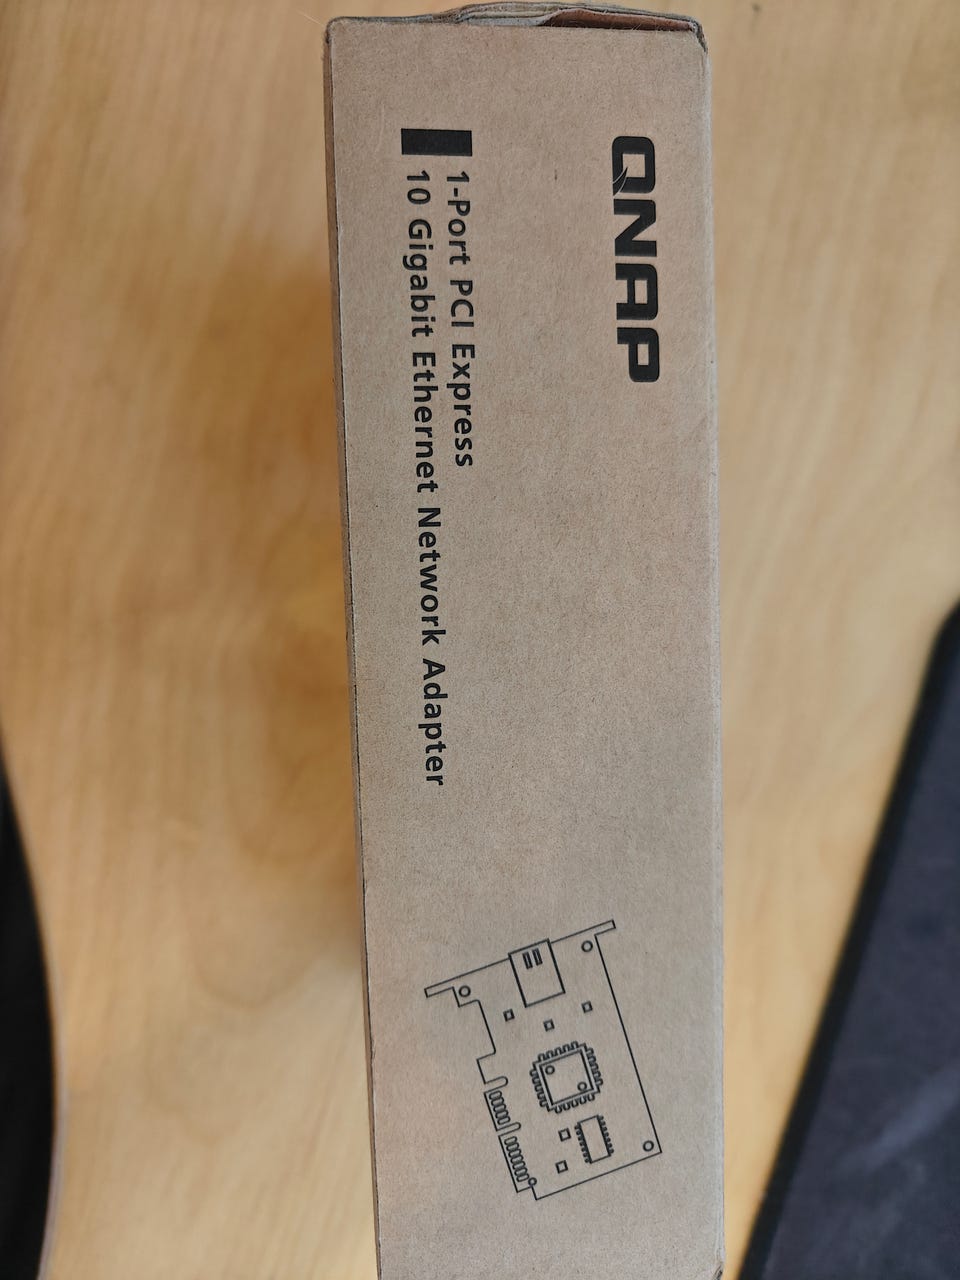 QNAP
1-Port PCI Express
10 Gigabit Ethernet Network Adapter